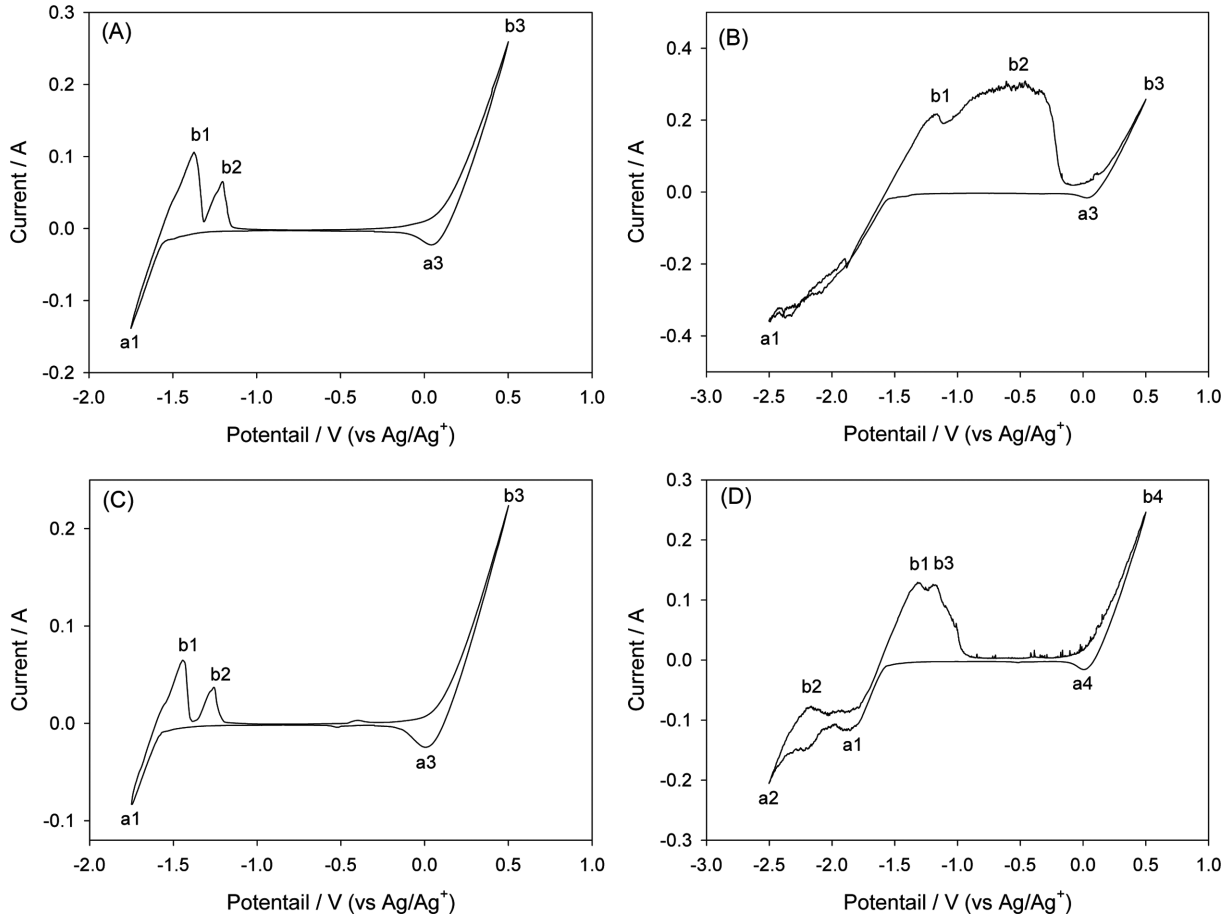 (A)
b3
b1
b2
a3
a1
0.3
0.2
0.1
0.0
-0.1
-0.2
Current / A
-2.0 -1.5 -1.0 -0.5 0.0 0.5 1.0
Potentail / V (vs Ag/Ag⁺)
(B)
b2
b1
b3
a3
a1
0.4
0.2
0.0
-0.2
-0.4
Current / A
-3.0 -2.5 -2.0 -1.5 -1.0 -0.5 0.0 0.5 1.0
Potentail / V (vs Ag/Ag⁺)
(C)
b3
b1
b2
a3
a1
0.2
0.1
0.0
-0.1
Current / A
-2.0 -1.5 -1.0 -0.5 0.0 0.5 1.0
Potentail / V (vs Ag/Ag⁺)
(D)
b4
b1 b3
b2
a4
a1
a2
0.3
0.2
0.1
0.0
-0.1
-0.2
-0.3
Current / A
-3.0 -2.5 -2.0 -1.5 -1.0 -0.5 0.0 0.5 1.0
Potentail / V (vs Ag/Ag⁺)